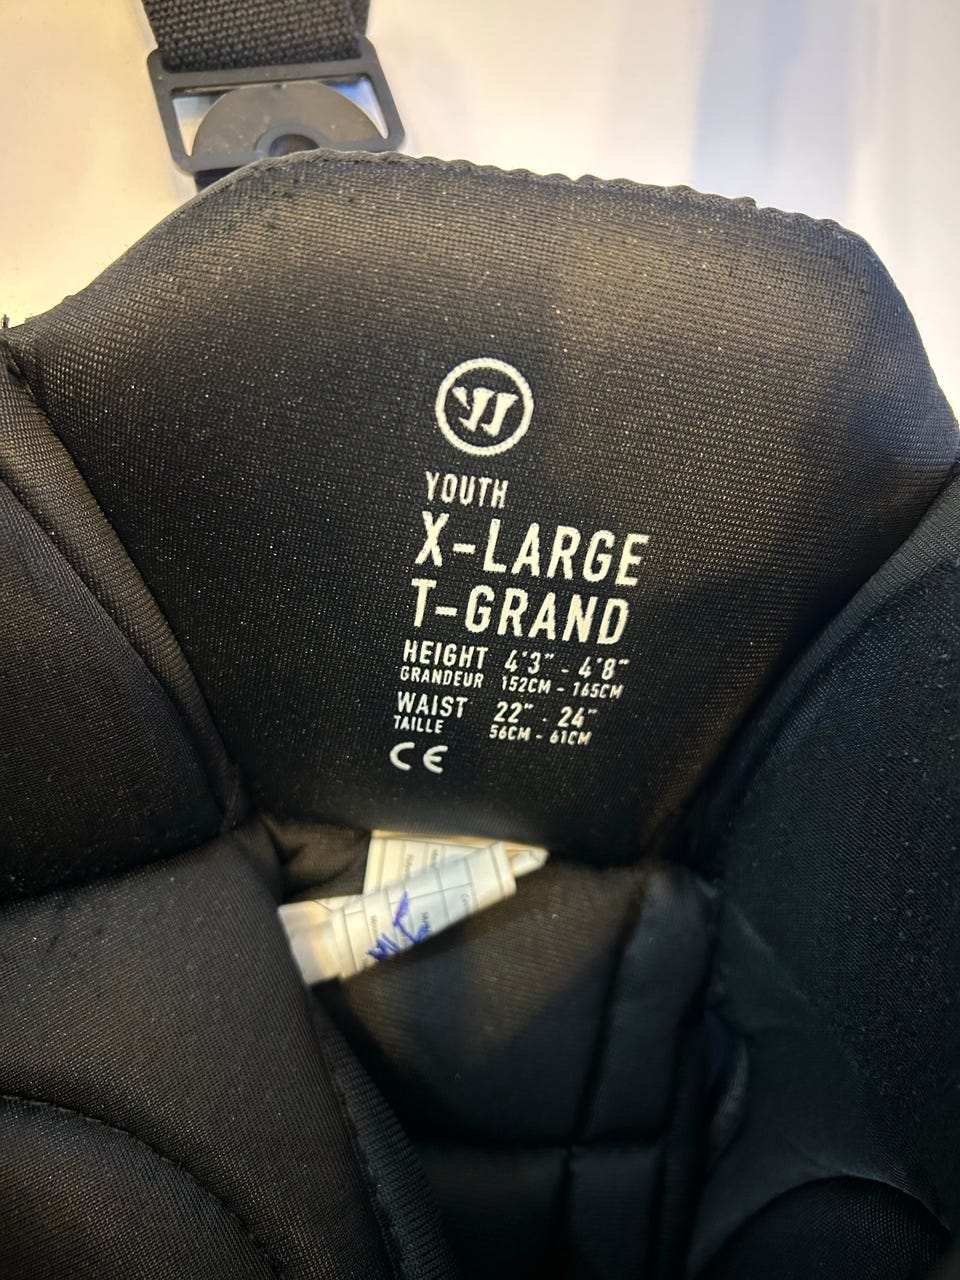 YOUTH
X-LARGE
T-GRAND
HEIGHT 4'3" - 4'8"
GRANDEUR 152CM - 165CM
WAIST 22" - 24"
TAILLE 56CM - 61CM
CE